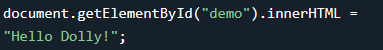 document.getElementById("demo").innerHTML =
"Hello Dolly!";